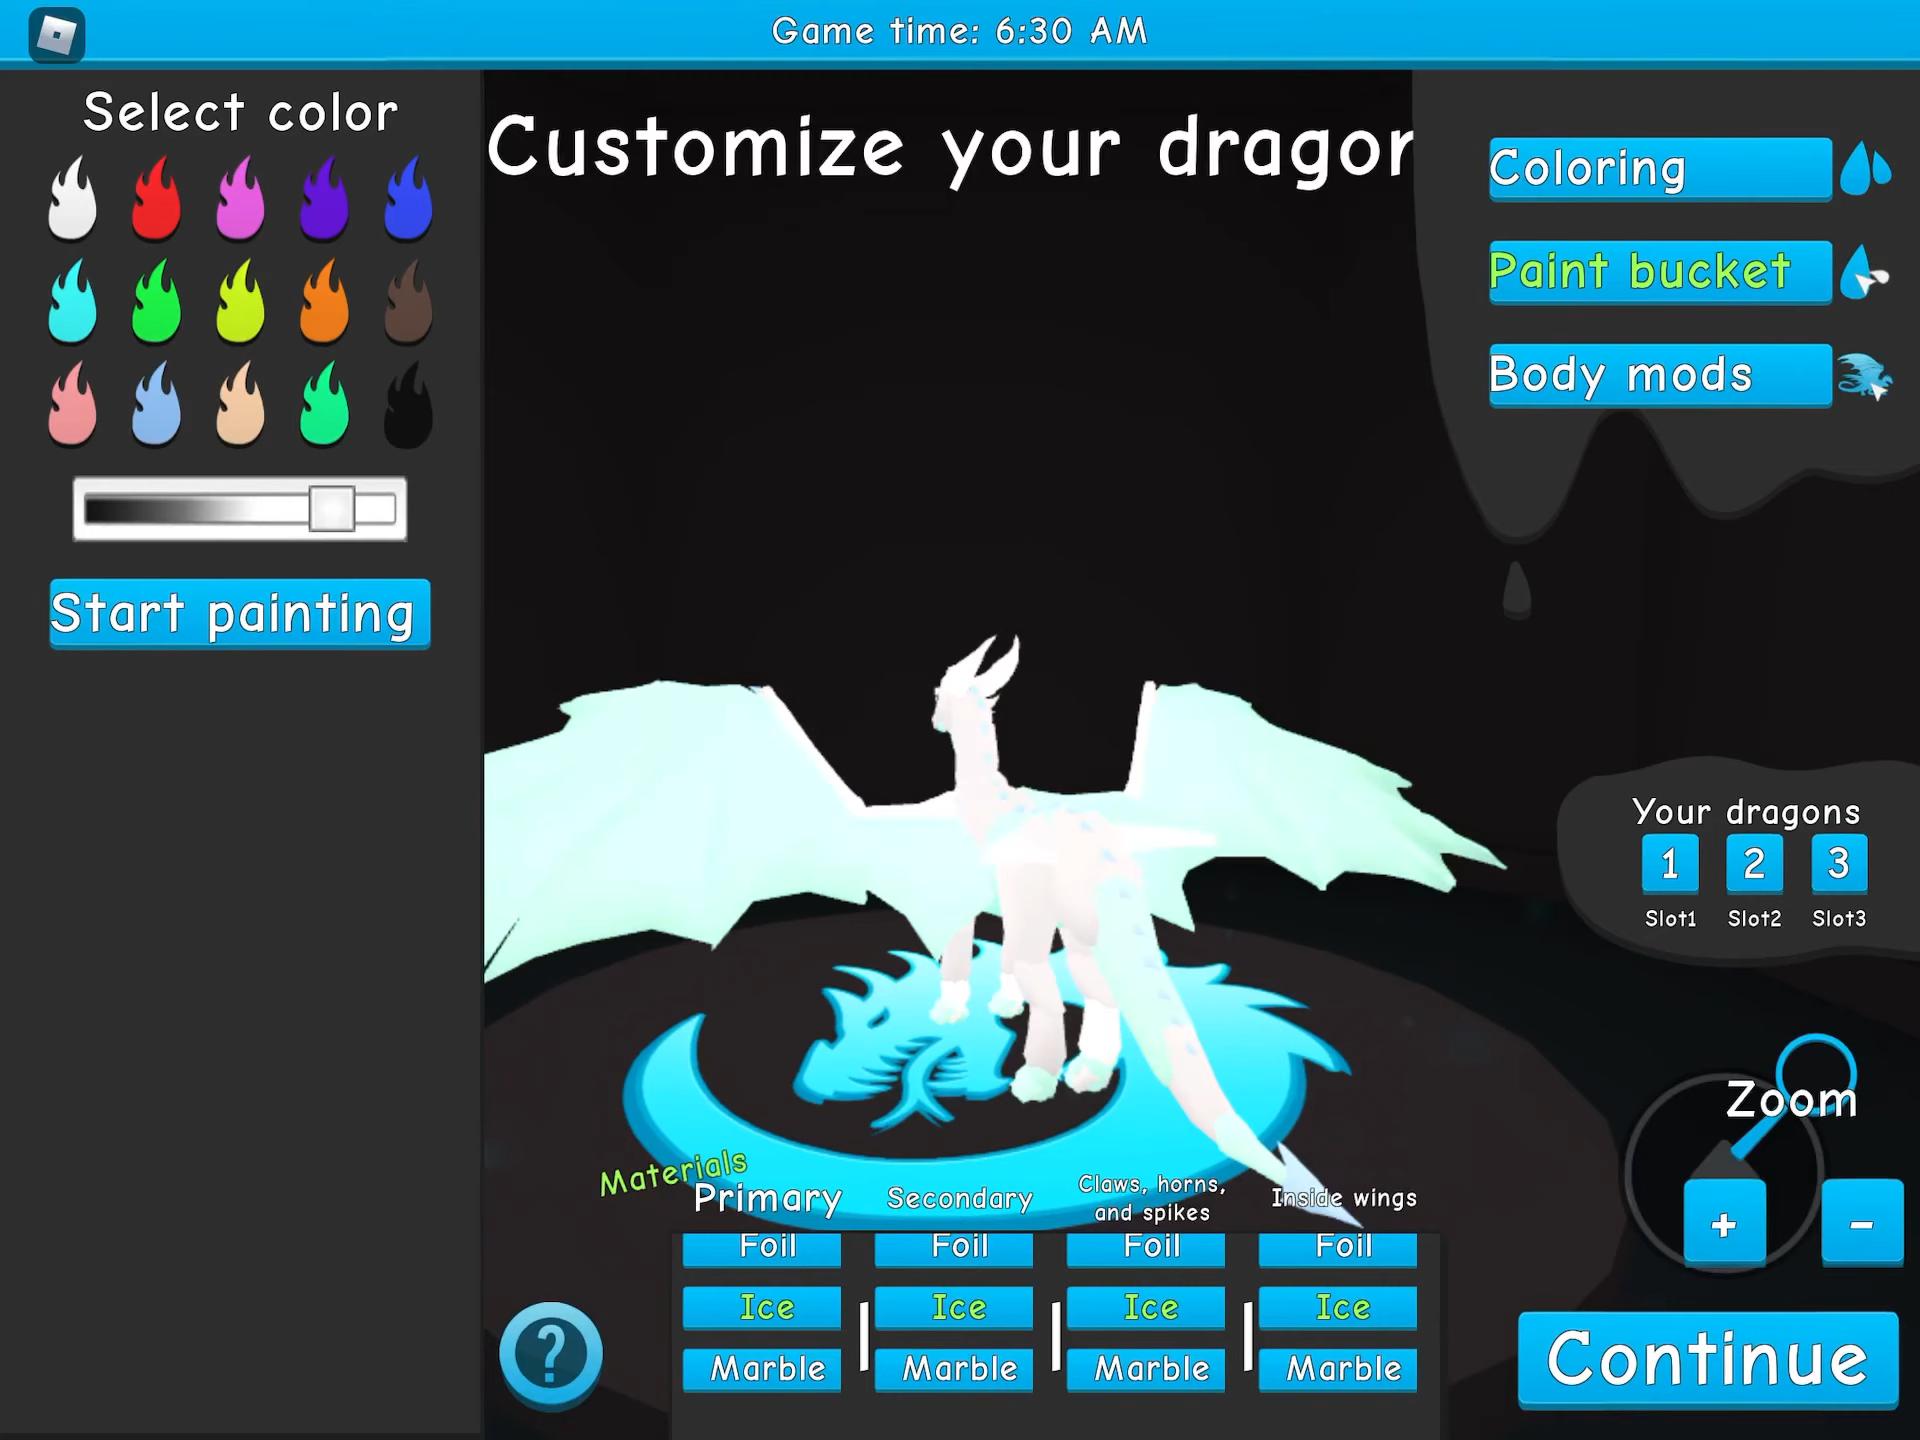 Game time: 6:30 AM
Select color
Customize your dragon
Coloring
Paint bucket
Body mods
Start painting
Your dragons
1 2 3
Slot1 Slot2 Slot3
Zoom
+ -
Materials
Primary Secondary Claws, horns, and spikes Inside wings
Foil Foil Foil Foil
Ice Ice Ice Ice
Marble Marble Marble Marble
?
Continue